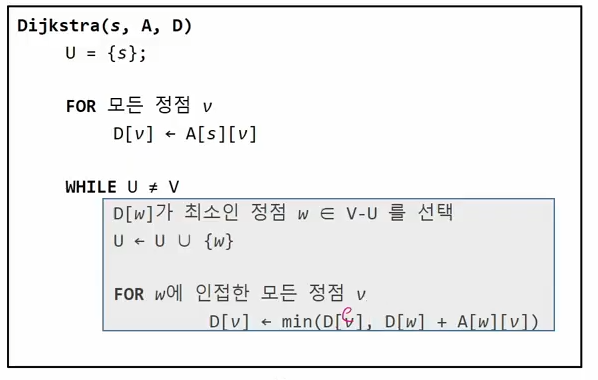 Dijkstra(s, A, D)
U = {s};
FOR 모든 정점 v
D[v] ← A[s][v]
WHILE U ≠ V
D[w]가 최소인 정점 w ∈ V-U 를 선택
U ← U ∪ {w}
FOR w에 인접한 모든 정점 v
D[v] ← min(D[v], D[w] + A[w][v])